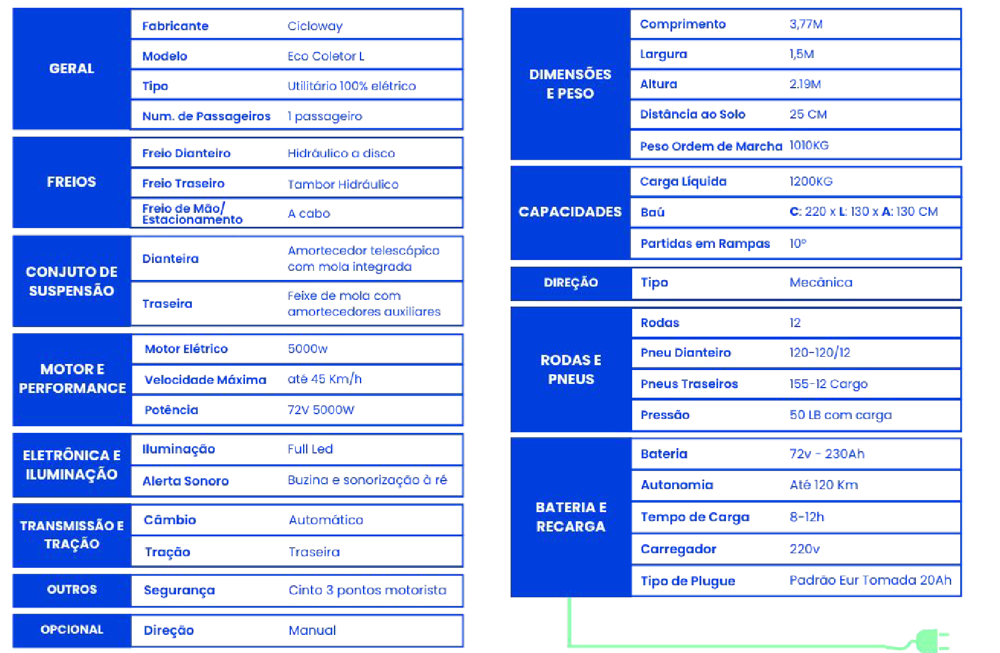 GERAL
Fabricante Cicloway
Modelo Eco Coletor L
Tipo Utilitário 100% elétrico
Num. de Passageiros 1 passageiro
FREIOS
Freio Dianteiro Hidráulico a disco
Freio Traseiro Tambor Hidráulico
Freio de Mão/
Estacionamento A cabo
CONJUTO DE
SUSPENSÃO
Dianteira Amortecedor telescópico
com mola integrada
Traseira Feixe de mola com
amortecedores auxiliares
MOTOR E
PERFORMANCE
Motor Elétrico 5000w
Velocidade Máxima até 45 Km/h
Potência 72V 5000W
ELETRÔNICA E
ILUMINAÇÃO
Iluminação Full Led
Alerta Sonoro Buzina e sonorização à ré
TRANSMISSÃO E
TRAÇÃO
Câmbio Automático
Tração Traseira
OUTROS
Segurança Cinto 3 pontos motorista
OPCIONAL
Direção Manual
DIMENSÕES
E PESO
Comprimento 3,77M
Largura 1,5M
Altura 2.19M
Distância ao Solo 25 CM
Peso Ordem de Marcha 1010KG
CAPACIDADES
Carga Líquida 1200KG
Baú C: 220 x L: 130 x A: 130 CM
Partidas em Rampas 10º
DIREÇÃO
Tipo Mecânica
RODAS E
PNEUS
Rodas 12
Pneu Dianteiro 120-120/12
Pneus Traseiros 155-12 Cargo
Pressão 50 LB com carga
BATERIA E
RECARGA
Bateria 72v - 230Ah
Autonomia Até 120 Km
Tempo de Carga 8-12h
Carregador 220v
Tipo de Plugue Padrão Eur Tomada 20Ah